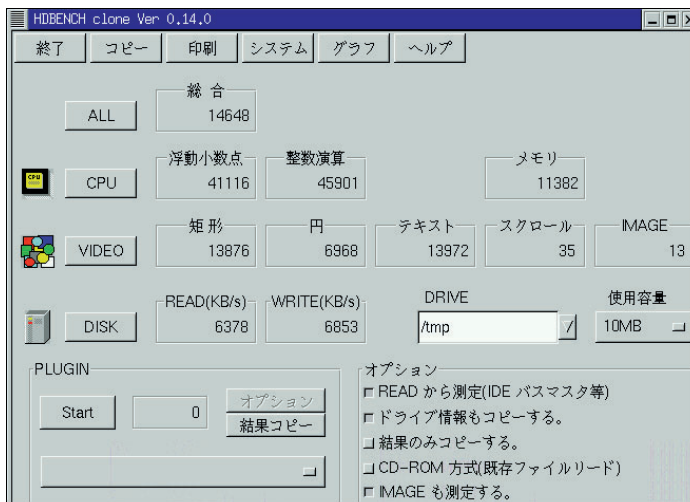 HDBENCH clone Ver 0.14.0
終了 コピー 印刷 システム グラフ ヘルプ
総 合
ALL 14648
浮動小数点 整数演算 メモリ
CPU CPU 41116 45901 11382
矩 形 円 テキスト スクロール IMAGE
VIDEO 13876 6968 13972 35 13
READ(KB/s) WRITE(KB/s) DRIVE 使用容量
DISK 6378 6853 /tmp 10MB
PLUGIN
Start 0 オプション
結果コピー
オプション
READ から測定(IDE バスマスタ等)
ドライブ情報もコピーする。
結果のみコピーする。
CD-ROM 方式(既存ファイルリード)
IMAGE も測定する。